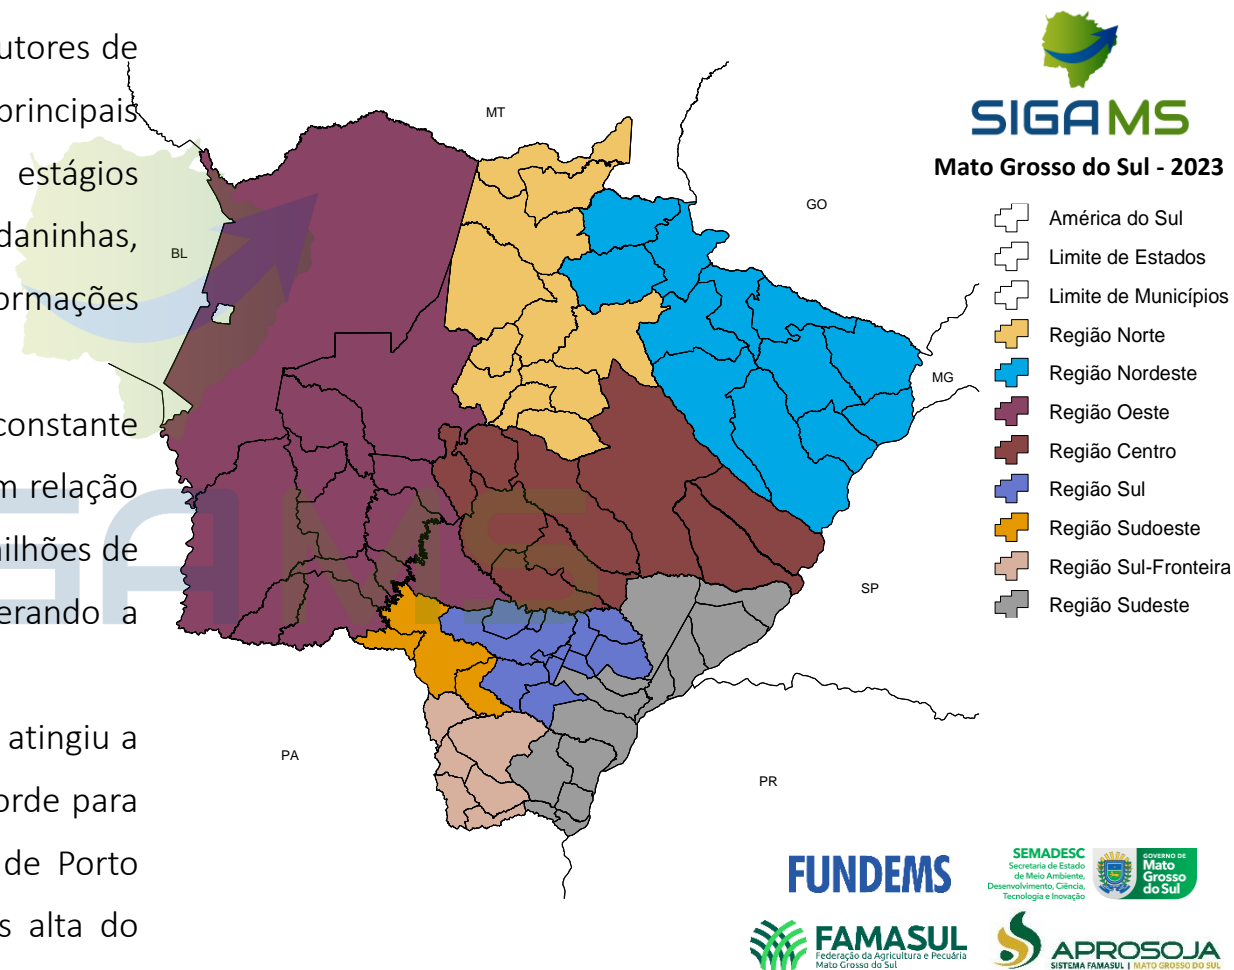 utores de
principais
estágios
daninhas,
ormações
constante
m relação
ilhões de
erando a
atingiu a
orde para
de Porto
s alta do
MT
GO
BL
MG
SP
PA
PR
SIGAMS
SIGAMS
Mato Grosso do Sul - 2023
América do Sul
Limite de Estados
Limite de Municípios
Região Norte
Região Nordeste
Região Oeste
Região Centro
Região Sul
Região Sudoeste
Região Sul-Fronteira
Região Sudeste
FUNDEMS
SEMADESC
Secretaria de Estado
de Meio Ambiente,
Desenvolvimento, Ciência,
Tecnologia e Inovação
GOVERNO DE
Mato
Grosso
do Sul
FAMASUL
Federação da Agricultura e Pecuária
Mato Grosso do Sul
APROSOJA
SISTEMA FAMASUL | MATO GROSSO DO SUL